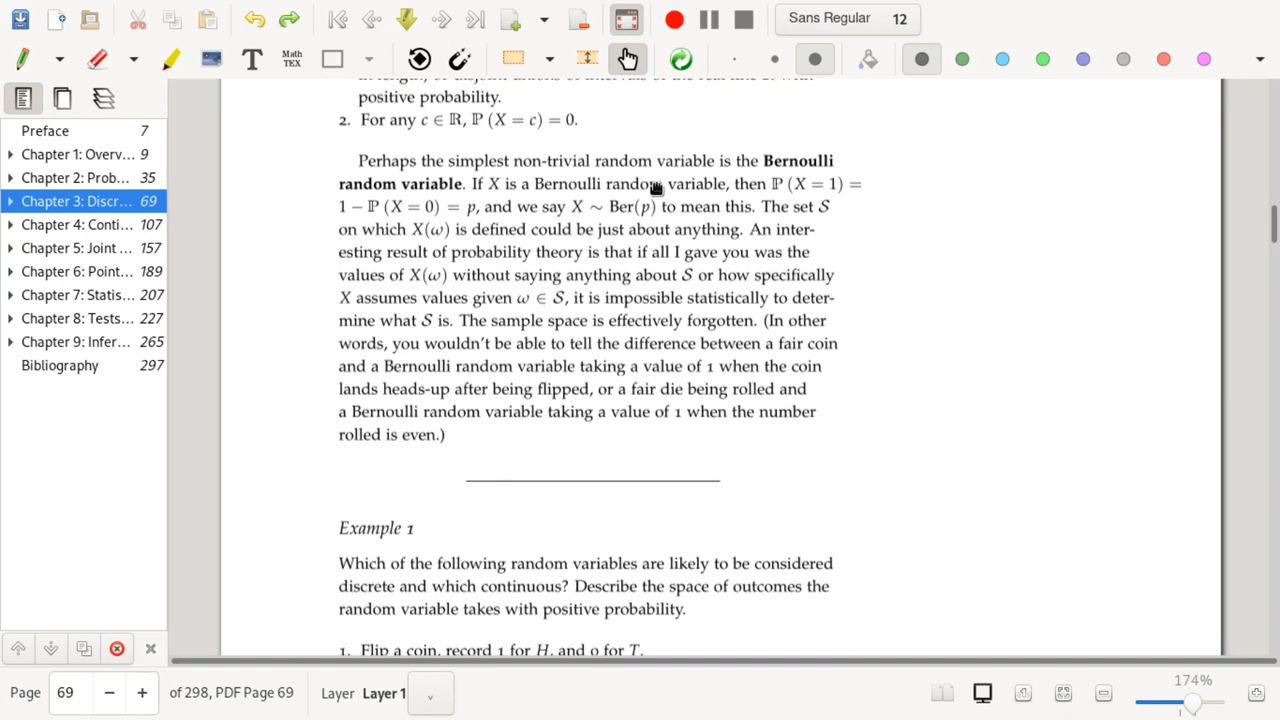 Sans Regular 12
Math
TEX
Preface 7
Chapter 1: Overv... 9
Chapter 2: Prob... 35
Chapter 3: Discr... 69
Chapter 4: Conti... 107
Chapter 5: Joint ... 157
Chapter 6: Point... 189
Chapter 7: Statis... 207
Chapter 8: Tests... 227
Chapter 9: Infer... 265
Bibliography 297
positive probability.
2. For any c ∈ ℝ, ℙ (X = c) = 0.
Perhaps the simplest non-trivial random variable is the Bernoulli
random variable. If X is a Bernoulli random variable, then ℙ (X = 1) =
1 − ℙ (X = 0) = p, and we say X ∼ Ber(p) to mean this. The set 𝒮
on which X(ω) is defined could be just about anything. An inter-
esting result of probability theory is that if all I gave you was the
values of X(ω) without saying anything about 𝒮 or how specifically
X assumes values given ω ∈ 𝒮, it is impossible statistically to deter-
mine what 𝒮 is. The sample space is effectively forgotten. (In other
words, you wouldn't be able to tell the difference between a fair coin
and a Bernoulli random variable taking a value of 1 when the coin
lands heads-up after being flipped, or a fair die being rolled and
a Bernoulli random variable taking a value of 1 when the number
rolled is even.)
Example 1
Which of the following random variables are likely to be considered
discrete and which continuous? Describe the space of outcomes the
random variable takes with positive probability.
1. Flip a coin, record 1 for H, and 0 for T.
Page 69 of 298, PDF Page 69 Layer Layer 1 174%